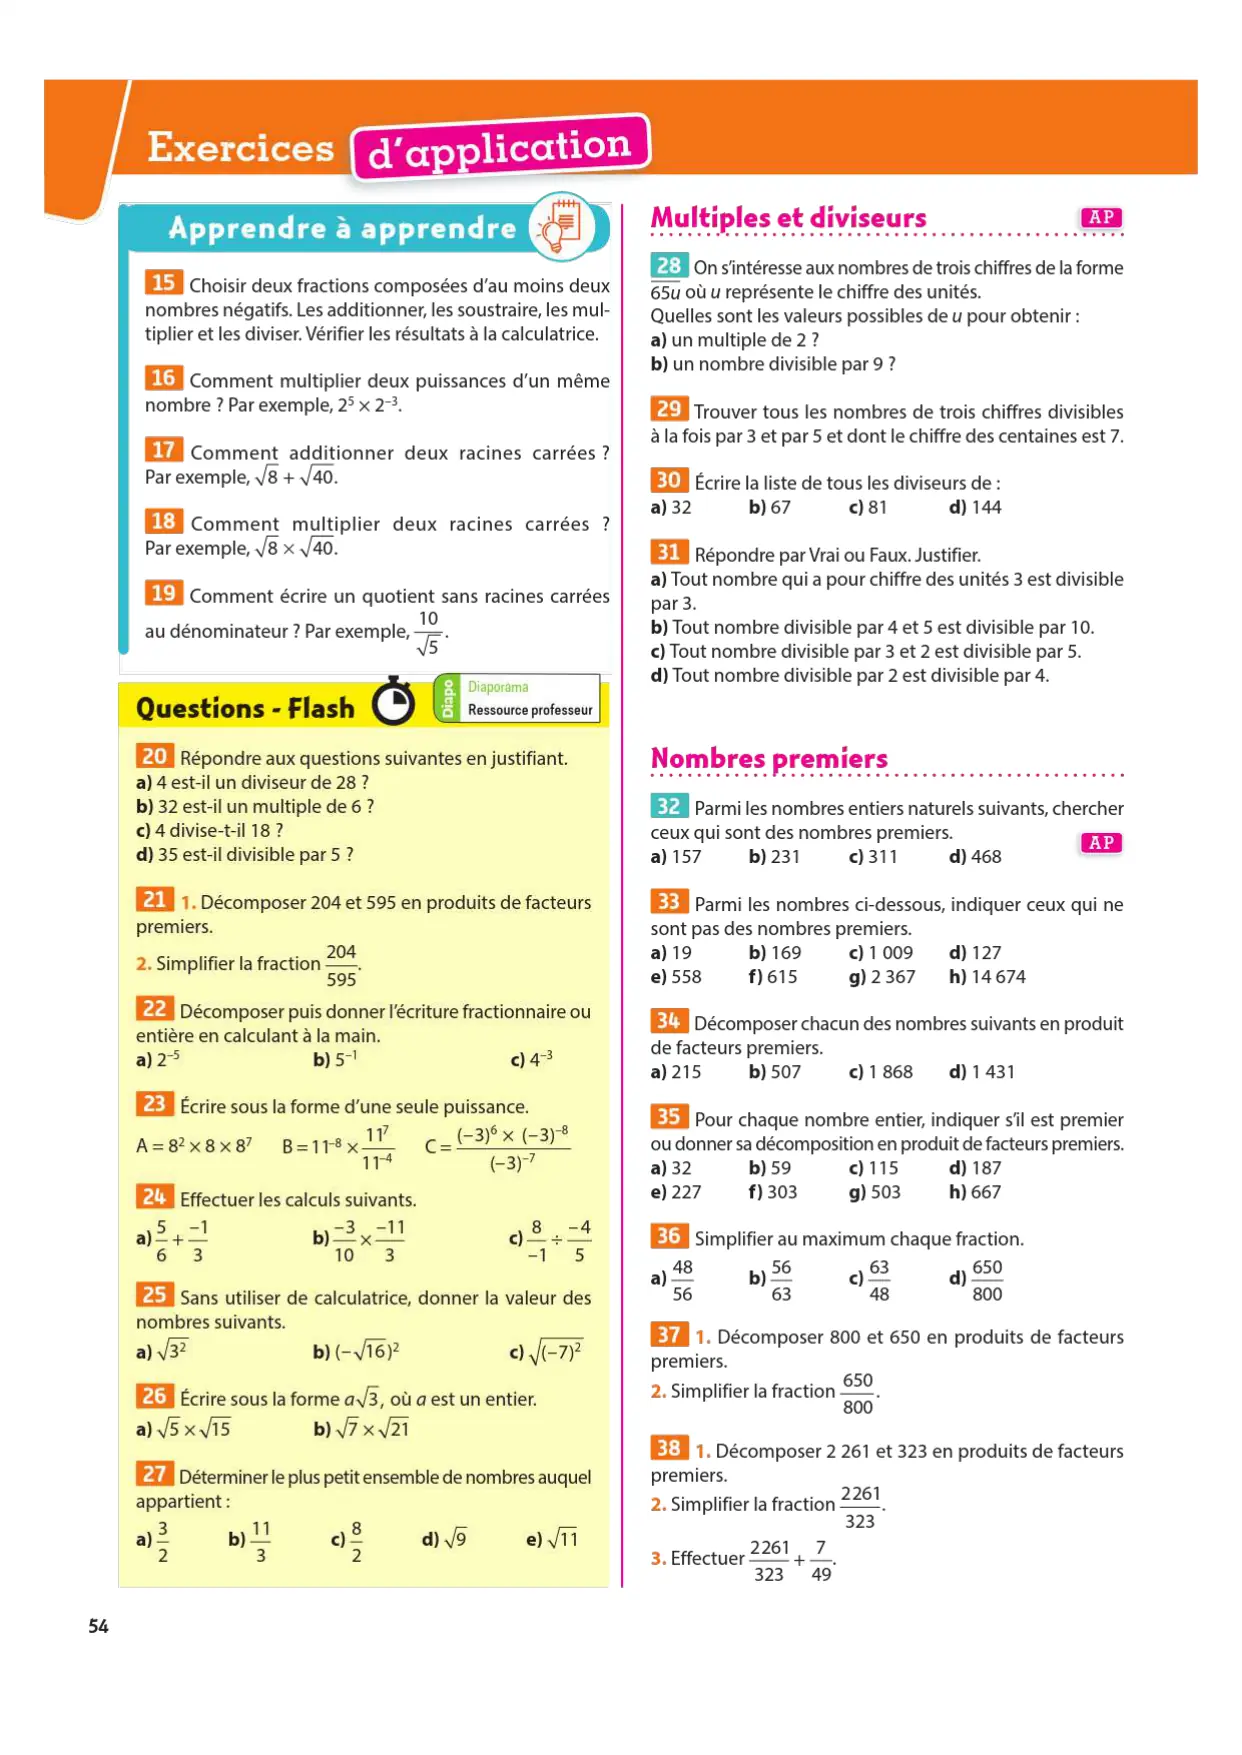 Exercices d'application
Apprendre à apprendre
15 Choisir deux fractions composées d'au moins deux
nombres négatifs. Les additionner, les soustraire, les mul-
tiplier et les diviser. Vérifier les résultats à la calculatrice.
16 Comment multiplier deux puissances d'un même
nombre ? Par exemple, 2⁵ × 2⁻³.
17 Comment additionner deux racines carrées ?
Par exemple, √8 + √40.
18 Comment multiplier deux racines carrées ?
Par exemple, √8 × √40.
19 Comment écrire un quotient sans racines carrées
au dénominateur ? Par exemple, 10/√5.
Questions - Flash
Diapo
Diaporama
Ressource professeur
20 Répondre aux questions suivantes en justifiant.
a) 4 est-il un diviseur de 28 ?
b) 32 est-il un multiple de 6 ?
c) 4 divise-t-il 18 ?
d) 35 est-il divisible par 5 ?
21 1. Décomposer 204 et 595 en produits de facteurs
premiers.
2. Simplifier la fraction 204/595.
22 Décomposer puis donner l'écriture fractionnaire ou
entière en calculant à la main.
a) 2⁻⁵ b) 5⁻¹ c) 4⁻³
23 Écrire sous la forme d'une seule puissance.
A = 8² × 8 × 8⁷ B = 11⁻⁸ × 11⁷/11⁻⁴ C = (−3)⁶ × (−3)⁻⁸/(−3)⁻⁷
24 Effectuer les calculs suivants.
a) 5/6 + −1/3 b) −3/10 × −11/3 c) 8/−1 ÷ −4/5
25 Sans utiliser de calculatrice, donner la valeur des
nombres suivants.
a) √3² b) (−√16)² c) √(−7)²
26 Écrire sous la forme a√3, où a est un entier.
a) √5 × √15 b) √7 × √21
27 Déterminer le plus petit ensemble de nombres auquel
appartient :
a) 3/2 b) 11/3 c) 8/2 d) √9 e) √11
54
Multiples et diviseurs AP
28 On s'intéresse aux nombres de trois chiffres de la forme
65u où u représente le chiffre des unités.
Quelles sont les valeurs possibles de u pour obtenir :
a) un multiple de 2 ?
b) un nombre divisible par 9 ?
29 Trouver tous les nombres de trois chiffres divisibles
à la fois par 3 et par 5 et dont le chiffre des centaines est 7.
30 Écrire la liste de tous les diviseurs de :
a) 32 b) 67 c) 81 d) 144
31 Répondre par Vrai ou Faux. Justifier.
a) Tout nombre qui a pour chiffre des unités 3 est divisible
par 3.
b) Tout nombre divisible par 4 et 5 est divisible par 10.
c) Tout nombre divisible par 3 et 2 est divisible par 5.
d) Tout nombre divisible par 2 est divisible par 4.
Nombres premiers
32 Parmi les nombres entiers naturels suivants, chercher
ceux qui sont des nombres premiers. AP
a) 157 b) 231 c) 311 d) 468
33 Parmi les nombres ci-dessous, indiquer ceux qui ne
sont pas des nombres premiers.
a) 19 b) 169 c) 1 009 d) 127
e) 558 f) 615 g) 2 367 h) 14 674
34 Décomposer chacun des nombres suivants en produit
de facteurs premiers.
a) 215 b) 507 c) 1 868 d) 1 431
35 Pour chaque nombre entier, indiquer s'il est premier
ou donner sa décomposition en produit de facteurs premiers.
a) 32 b) 59 c) 115 d) 187
e) 227 f) 303 g) 503 h) 667
36 Simplifier au maximum chaque fraction.
a) 48/56 b) 56/63 c) 63/48 d) 650/800
37 1. Décomposer 800 et 650 en produits de facteurs
premiers.
2. Simplifier la fraction 650/800.
38 1. Décomposer 2 261 et 323 en produits de facteurs
premiers.
2. Simplifier la fraction 2 261/323.
3. Effectuer 2 261/323 + 7/49.